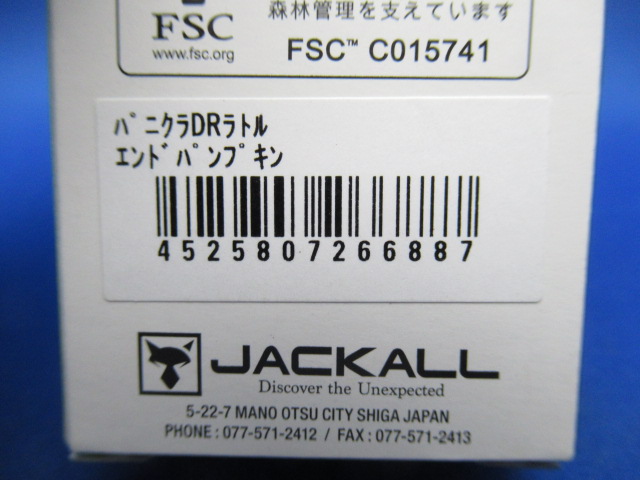 森林管理を支えています
FSC
www.fsc.org
FSC™ C015741
ﾊﾟﾆｸﾗDRﾗﾄﾙ
ｴﾝﾄﾞﾊﾟﾝﾌﾟｷﾝ
4525807266887
JACKALL
Discover the Unexpected
5-22-7 MANO OTSU CITY SHIGA JAPAN
PHONE : 077-571-2412 / FAX : 077-571-2413